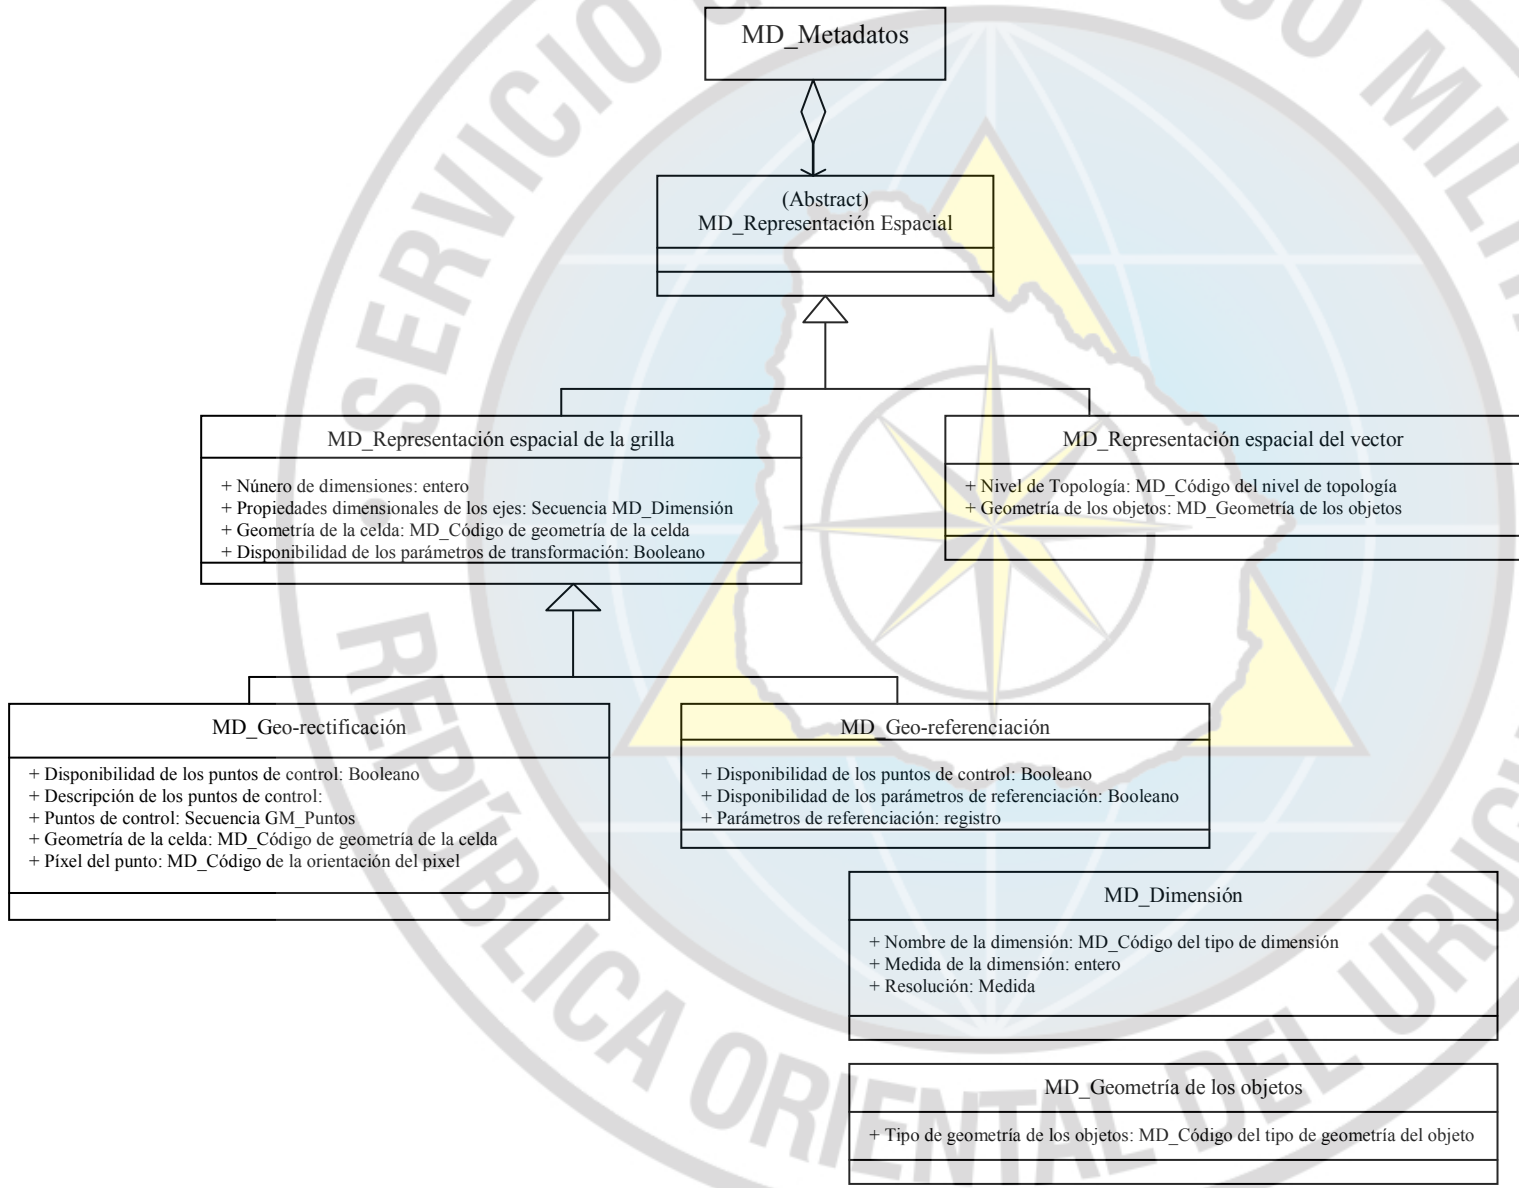 MD_Metadatos
(Abstract)
MD_Representación Espacial
MD_Representación espacial de la grilla
+ Núnero de dimensiones: entero
+ Propiedades dimensionales de los ejes: Secuencia MD_Dimensión
+ Geometría de la celda: MD_Código de geometría de la celda
+ Disponibilidad de los parámetros de transformación: Booleano
MD_Representación espacial del vector
+ Nivel de Topología: MD_Código del nivel de topología
+ Geometría de los objetos: MD_Geometría de los objetos
MD_Geo-rectificación
+ Disponibilidad de los puntos de control: Booleano
+ Descripción de los puntos de control:
+ Puntos de control: Secuencia GM_Puntos
+ Geometría de la celda: MD_Código de geometría de la celda
+ Píxel del punto: MD_Código de la orientación del pixel
MD_Geo-referenciación
+ Disponibilidad de los puntos de control: Booleano
+ Disponibilidad de los parámetros de referenciación: Booleano
+ Parámetros de referenciación: registro
MD_Dimensión
+ Nombre de la dimensión: MD_Código del tipo de dimensión
+ Medida de la dimensión: entero
+ Resolución: Medida
MD_Geometría de los objetos
+ Tipo de geometría de los objetos: MD_Código del tipo de geometría del objeto
SERVICIO
REPÚBLICA ORIENTAL DEL